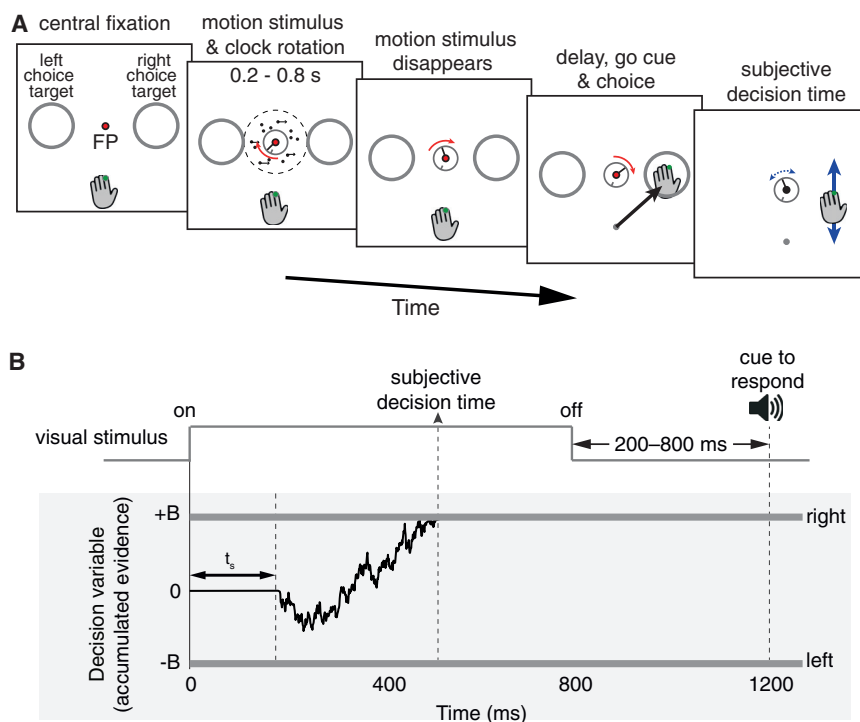 A
central fixation
left
choice
target
right
choice
target
FP
motion stimulus
& clock rotation
0.2 - 0.8 s
motion stimulus
disappears
delay, go cue
& choice
subjective
decision time
Time
B
visual stimulus
on
subjective
decision time
off
cue to
respond
200–800 ms
Decision variable
(accumulated evidence)
+B
0
-B
ts
right
left
0
400
800
1200
Time (ms)